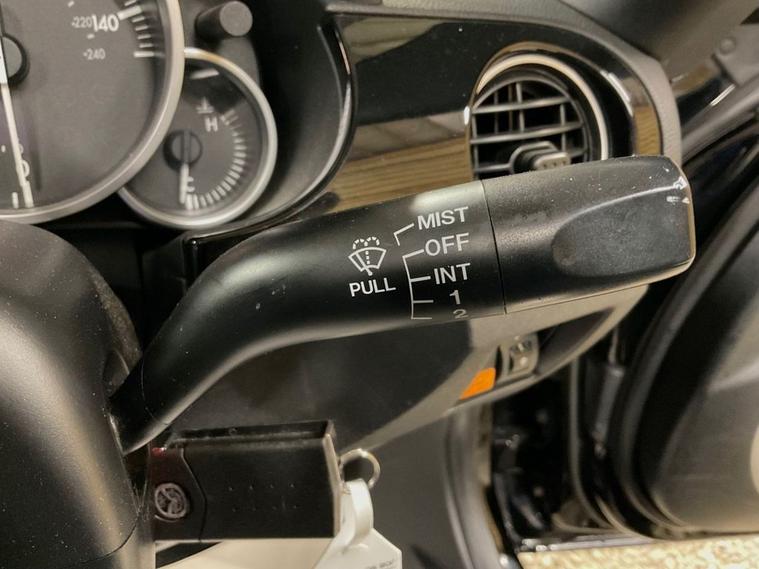 220 140
240
H
C
MIST
OFF
INT
PULL
1
2